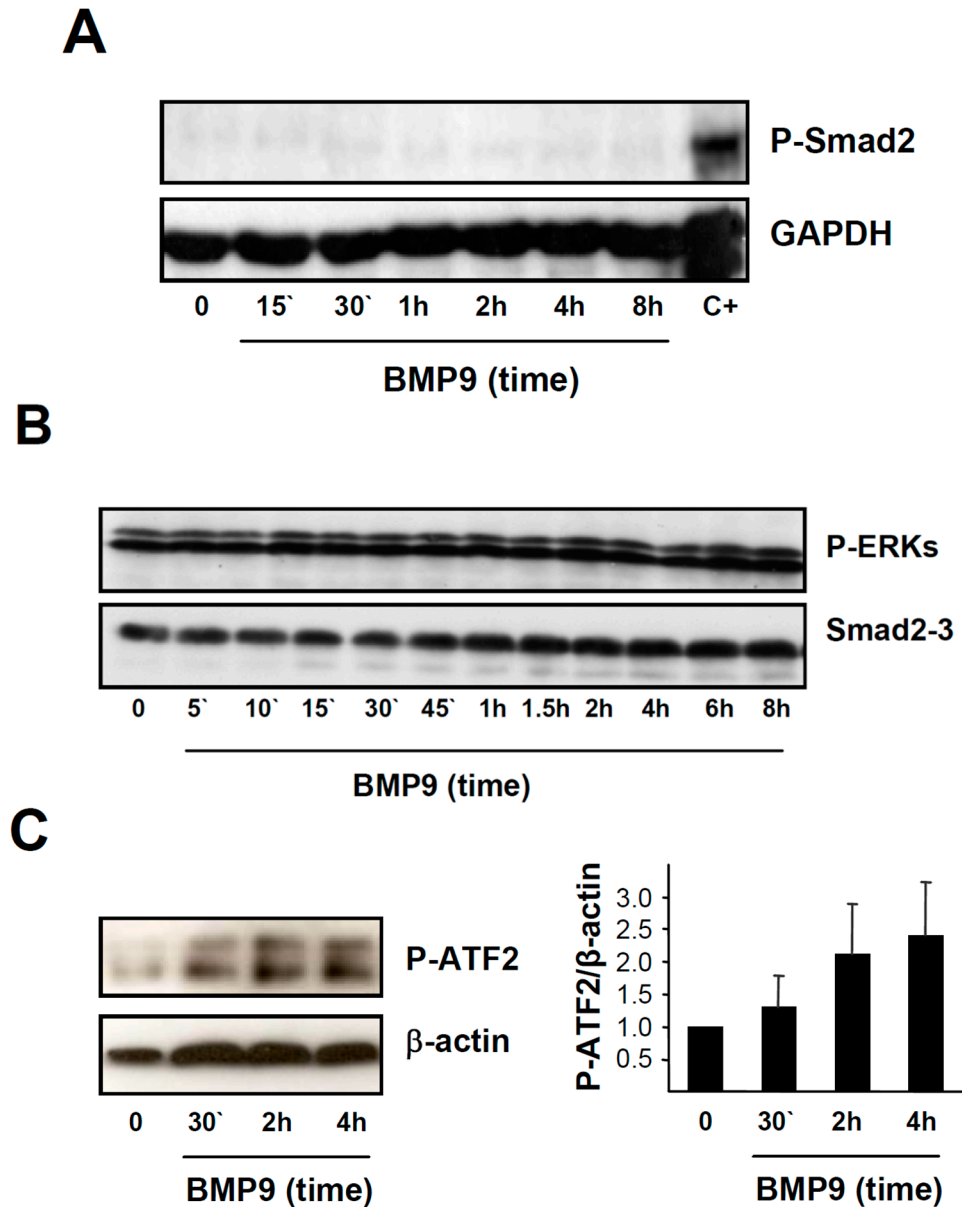 A
P-Smad2
GAPDH
0 15` 30` 1h 2h 4h 8h C+
BMP9 (time)
B
P-ERKs
Smad2-3
0 5` 10` 15` 30` 45` 1h 1.5h 2h 4h 6h 8h
BMP9 (time)
C
P-ATF2
β-actin
0 30` 2h 4h
BMP9 (time)
P-ATF2/β-actin
3.0
2.5
2.0
1.5
1.0
0.5
0 30` 2h 4h
BMP9 (time)